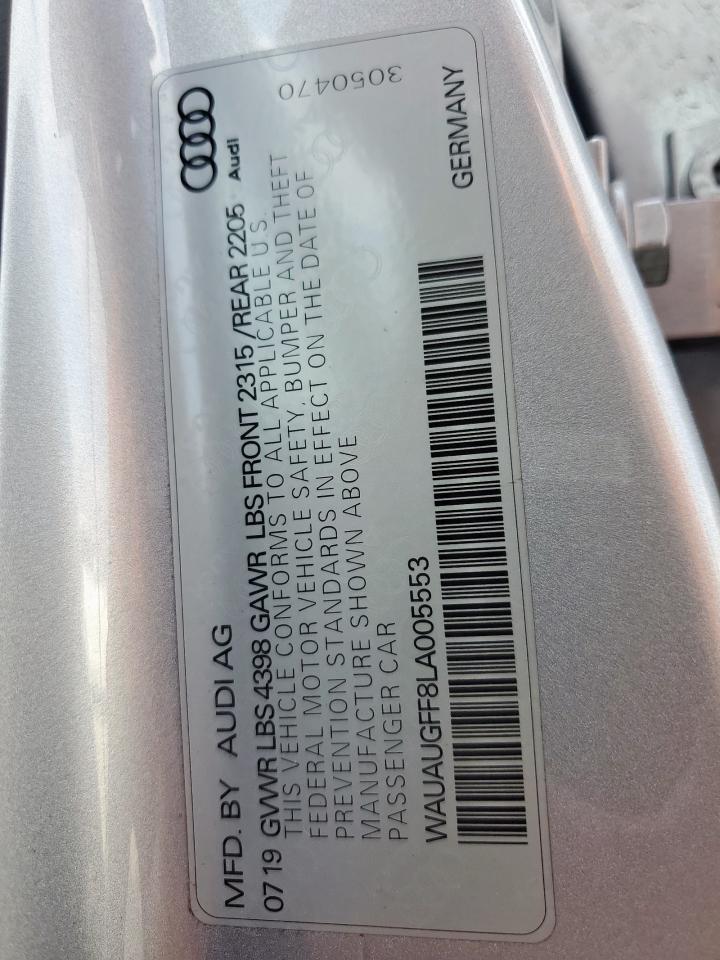 MFD. BY AUDI AG
0719 GVWR LBS 4398 GAWR LBS FRONT 2315 /REAR 2205
Audi
THIS VEHICLE CONFORMS TO ALL APPLICABLE U.S.
FEDERAL MOTOR VEHICLE SAFETY, BUMPER AND THEFT
PREVENTION STANDARDS IN EFFECT ON THE DATE OF
MANUFACTURE SHOWN ABOVE
PASSENGER CAR
3050470
WAUAUGFF8LA005553
GERMANY